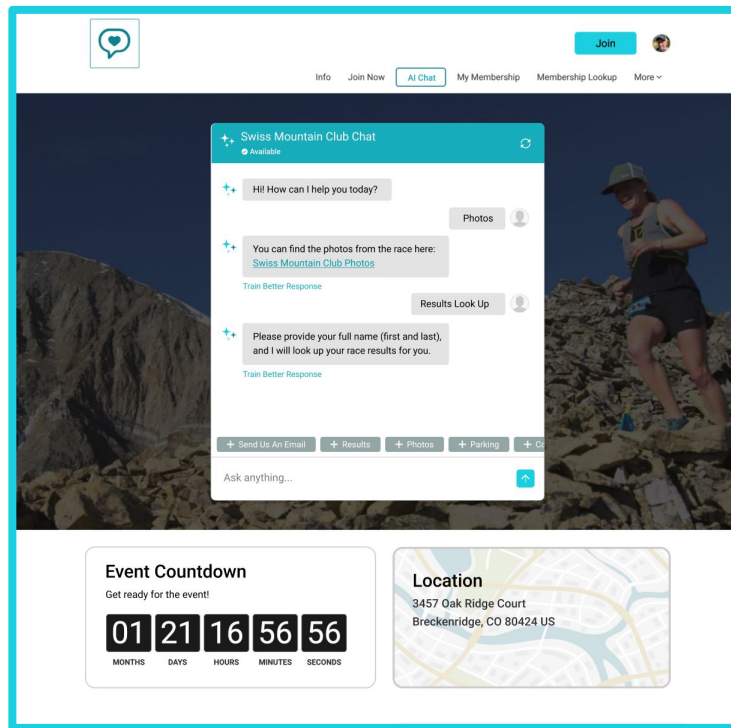 Join
Info Join Now AI Chat My Membership Membership Lookup More
Swiss Mountain Club Chat
Available
Hi! How can I help you today?
Photos
You can find the photos from the race here:
Swiss Mountain Club Photos
Train Better Response
Results Look Up
Please provide your full name (first and last),
and I will look up your race results for you.
Train Better Response
+ Send Us An Email + Results + Photos + Parking + Co
Ask anything...
Event Countdown
Get ready for the event!
01 21 16 56 56
MONTHS DAYS HOURS MINUTES SECONDS
Location
3457 Oak Ridge Court
Breckenridge, CO 80424 US